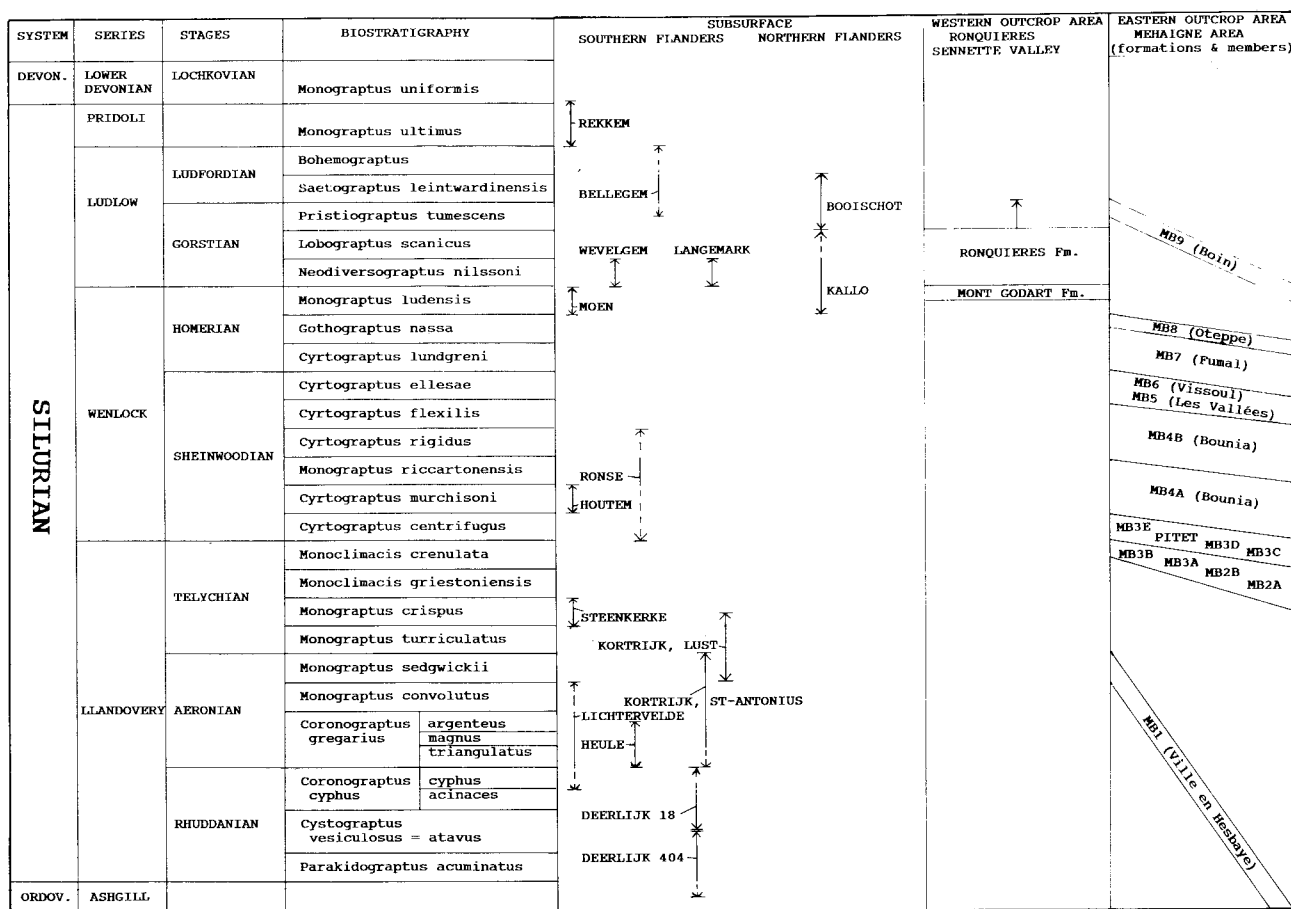 SYSTEM SERIES STAGES BIOSTRATIGRAPHY
SUBSURFACE
SOUTHERN FLANDERS NORTHERN FLANDERS
WESTERN OUTCROP AREA
RONQUIERES
SENNETTE VALLEY
EASTERN OUTCROP AREA
MEHAIGNE AREA
(formations & members)
DEVON.
LOWER
DEVONIAN
LOCHKOVIAN
Monograptus uniformis
SILURIAN
PRIDOLI
Monograptus ultimus
REKKEM
LUDLOW
LUDFORDIAN
Bohemograptus
Saetograptus leintwardinensis
BELLEGEM
BOOISCHOT
GORSTIAN
Pristiograptus tumescens
Lobograptus scanicus
Neodiversograptus nilssoni
WEVELGEM LANGEMARK
KALLO
RONQUIERES Fm.
MB9 (Boin)
WENLOCK
HOMERIAN
Monograptus ludensis
Gothograptus nassa
Cyrtograptus lundgreni
MOEN
MONT GODART Fm.
MB8 (Oteppe)
MB7 (Fumal)
SHEINWOODIAN
Cyrtograptus ellesae
Cyrtograptus flexilis
Cyrtograptus rigidus
Monograptus riccartonensis
Cyrtograptus murchisoni
Cyrtograptus centrifugus
RONSE
HOUTEM
MB6 (Vissoul)
MB5 (Les Vallées)
MB4B (Bounia)
MB4A (Bounia)
MB3E PITET MB3D MB3C
MB3B MB3A MB2B MB2A
LLANDOVERY
TELYCHIAN
Monoclimacis crenulata
Monoclimacis griestoniensis
Monograptus crispus
Monograptus turriculatus
STEENKERKE
KORTRIJK, LUST
AERONIAN
Monograptus sedgwickii
Monograptus convolutus
Coronograptus
gregarius
argenteus
magnus
triangulatus
KORTRIJK, ST-ANTONIUS
LICHTERVELDE
HEULE
MB1 (Ville en Hesbaye)
RHUDDANIAN
Coronograptus
cyphus
cyphus
acinaces
Cystograptus
vesiculosus = atavus
Parakidograptus acuminatus
DEERLIJK 18
DEERLIJK 404
ORDOV. ASHGILL